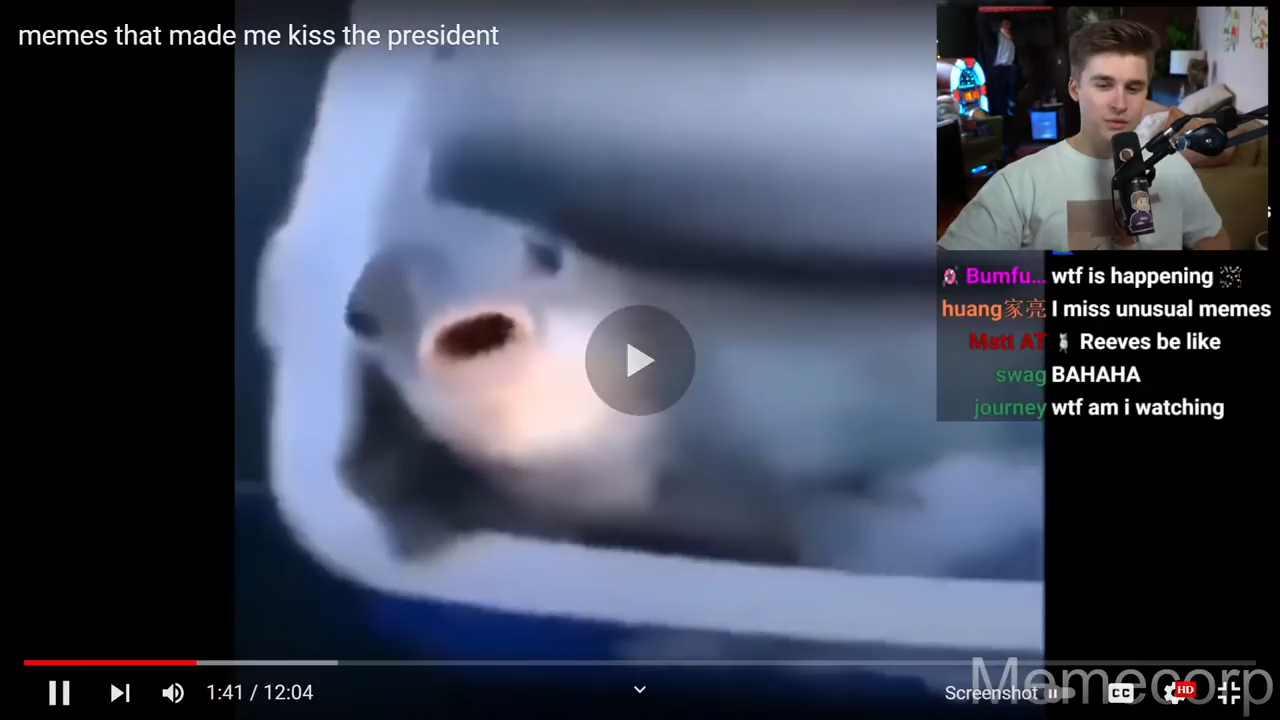 memes that made me kiss the president
Bumfu... wtf is happening
huang家亮 I miss unusual memes
Matt AT Reeves be like
swag BAHAHA
journey wtf am i watching
1:41 / 12:04
Screenshot
CC
HD
Memecorp